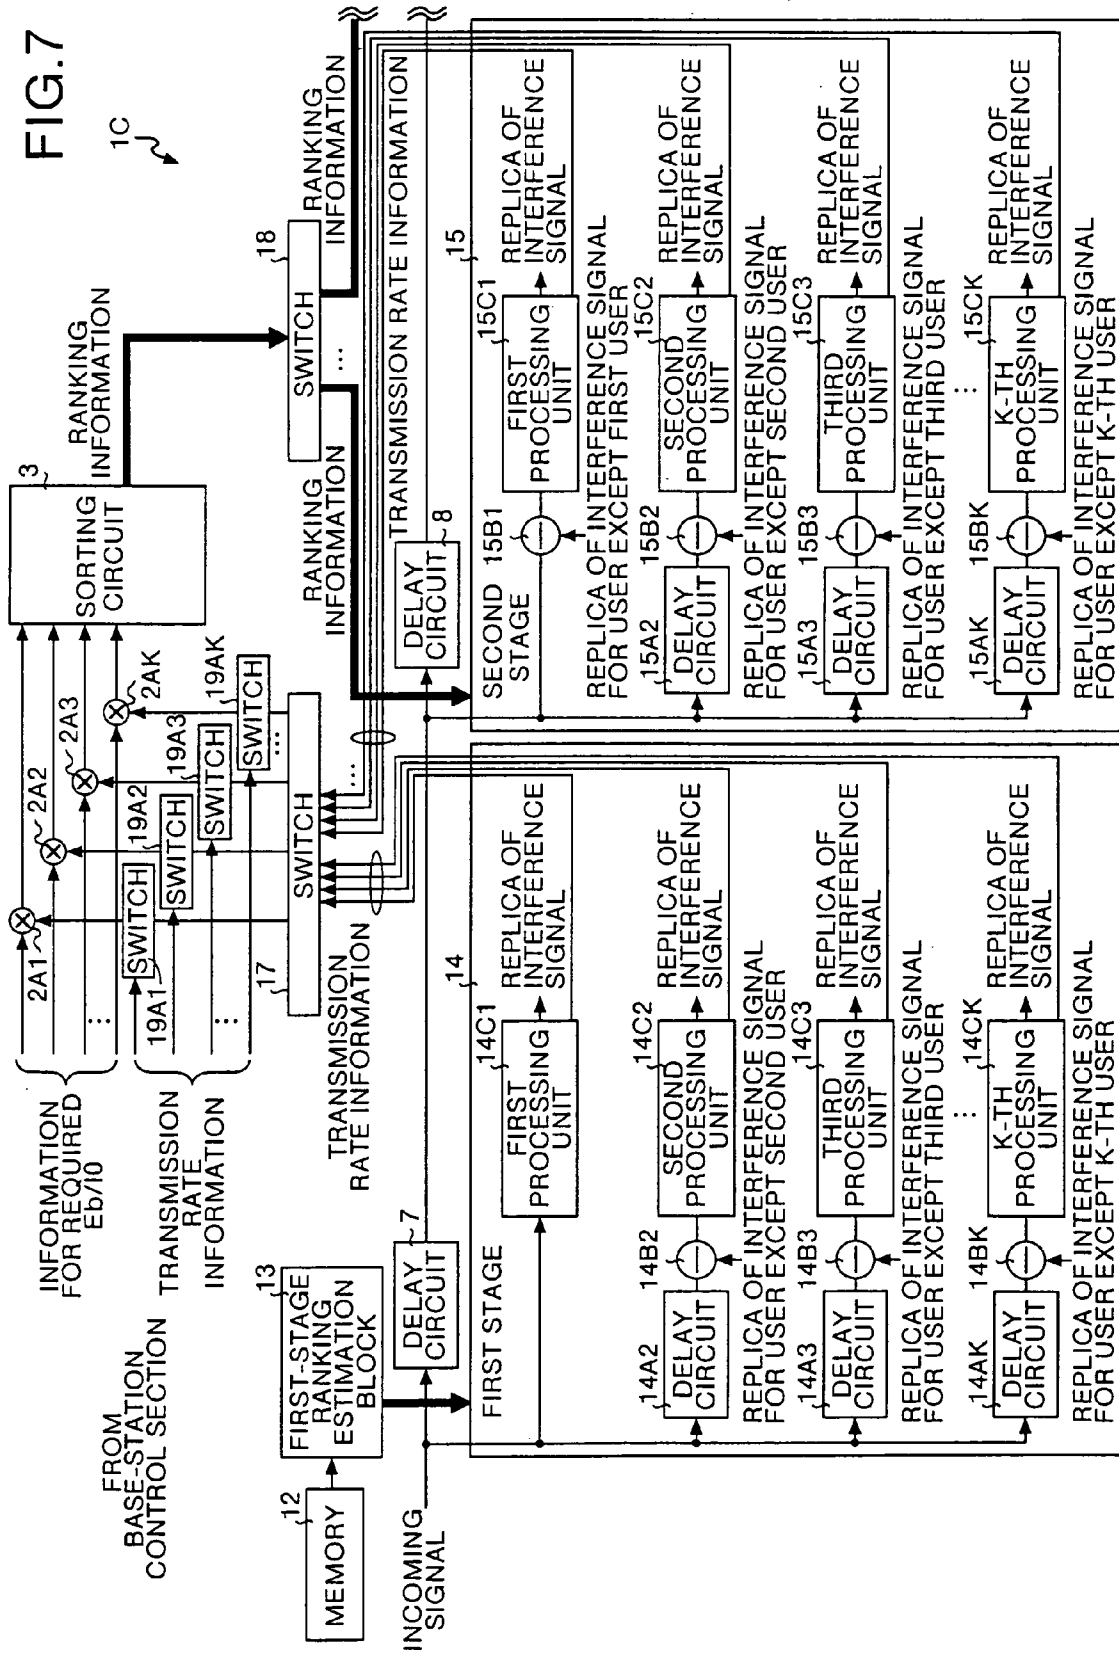 FIG.7
1C
FROM
BASE-STATION
CONTROL SECTION
INFORMATION
FOR REQUIRED
Eb/I0
TRANSMISSION
RATE
INFORMATION
2A1
2A2
2A3
2AK
...
...
...
19A1
19A2
19A3
19AK
SWITCH
SWITCH
SWITCH
SWITCH
3
SORTING
CIRCUIT
RANKING
INFORMATION
17
SWITCH
...
TRANSMISSION
RATE INFORMATION
18
SWITCH
...
RANKING
INFORMATION
RANKING
INFORMATION
TRANSMISSION RATE INFORMATION
12
MEMORY
13
FIRST-STAGE
RANKING
ESTIMATION
BLOCK
INCOMING
SIGNAL
7
DELAY
CIRCUIT
8
DELAY
CIRCUIT
14
FIRST STAGE
14C1
FIRST
PROCESSING
UNIT
REPLICA OF
INTERFERENCE
SIGNAL
14A2
DELAY
CIRCUIT
14B2
14C2
SECOND
PROCESSING
UNIT
REPLICA OF
INTERFERENCE
SIGNAL
REPLICA OF INTERFERENCE SIGNAL
FOR USER EXCEPT SECOND USER
14A3
DELAY
CIRCUIT
14B3
14C3
THIRD
PROCESSING
UNIT
REPLICA OF
INTERFERENCE
SIGNAL
REPLICA OF INTERFERENCE SIGNAL
FOR USER EXCEPT THIRD USER
...
14AK
DELAY
CIRCUIT
14BK
14CK
K-TH
PROCESSING
UNIT
REPLICA OF
INTERFERENCE
SIGNAL
REPLICA OF INTERFERENCE SIGNAL
FOR USER EXCEPT K-TH USER
15
SECOND
STAGE
15B1
15C1
FIRST
PROCESSING
UNIT
REPLICA OF
INTERFERENCE
SIGNAL
REPLICA OF INTERFERENCE SIGNAL
FOR USER EXCEPT FIRST USER
15A2
DELAY
CIRCUIT
15B2
15C2
SECOND
PROCESSING
UNIT
REPLICA OF
INTERFERENCE
SIGNAL
REPLICA OF INTERFERENCE SIGNAL
FOR USER EXCEPT SECOND USER
15A3
DELAY
CIRCUIT
15B3
15C3
THIRD
PROCESSING
UNIT
REPLICA OF
INTERFERENCE
SIGNAL
REPLICA OF INTERFERENCE SIGNAL
FOR USER EXCEPT THIRD USER
...
15AK
DELAY
CIRCUIT
15BK
15CK
K-TH
PROCESSING
UNIT
REPLICA OF
INTERFERENCE
SIGNAL
REPLICA OF INTERFERENCE SIGNAL
FOR USER EXCEPT K-TH USER